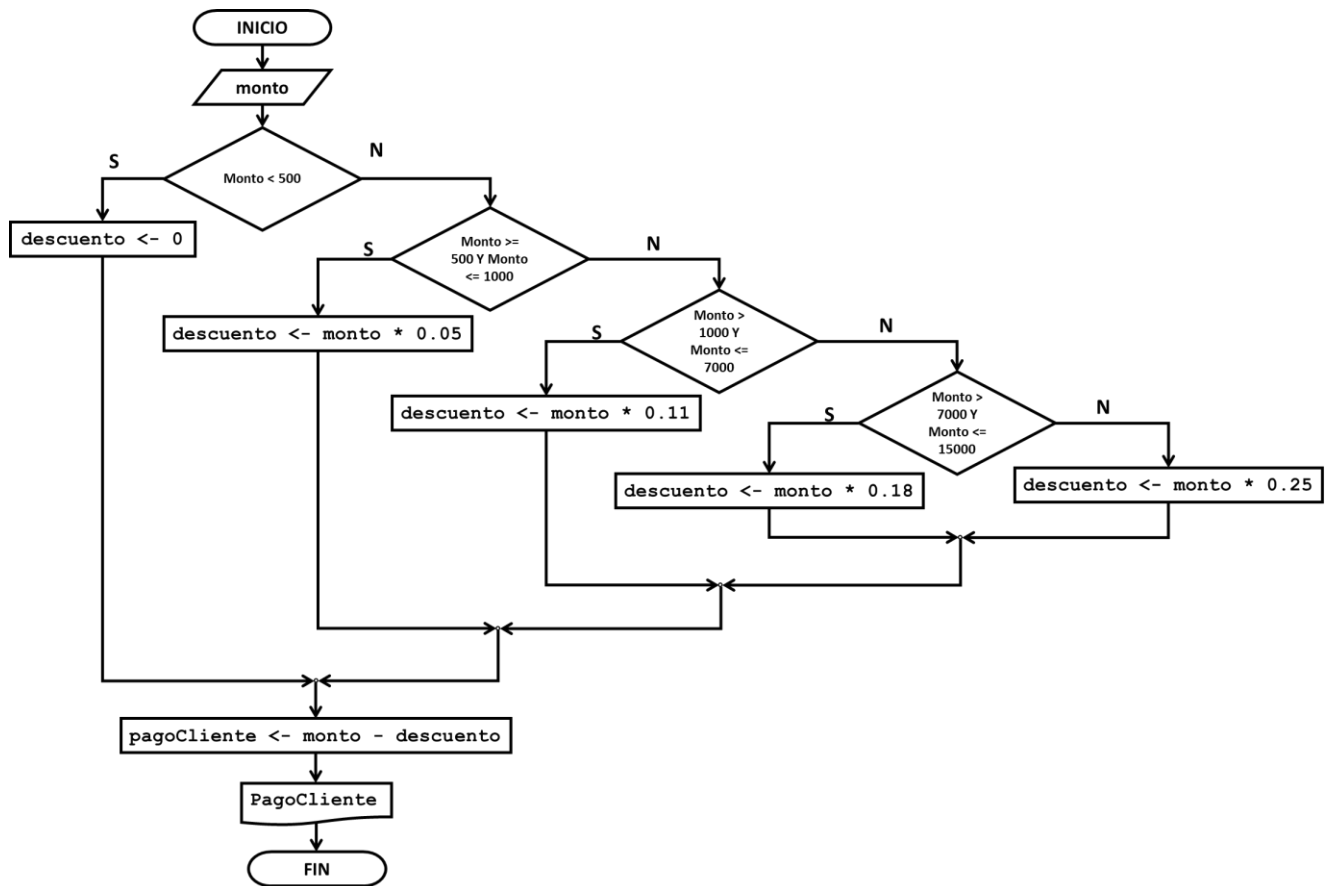 INICIO
monto
S
N
Monto < 500
descuento <- 0
S
N
Monto >=
500 Y Monto
<= 1000
descuento <- monto * 0.05
S
N
Monto >
1000 Y
Monto <=
7000
descuento <- monto * 0.11
S
N
Monto >
7000 Y
Monto <=
15000
descuento <- monto * 0.18
descuento <- monto * 0.25
pagoCliente <- monto - descuento
PagoCliente
FIN